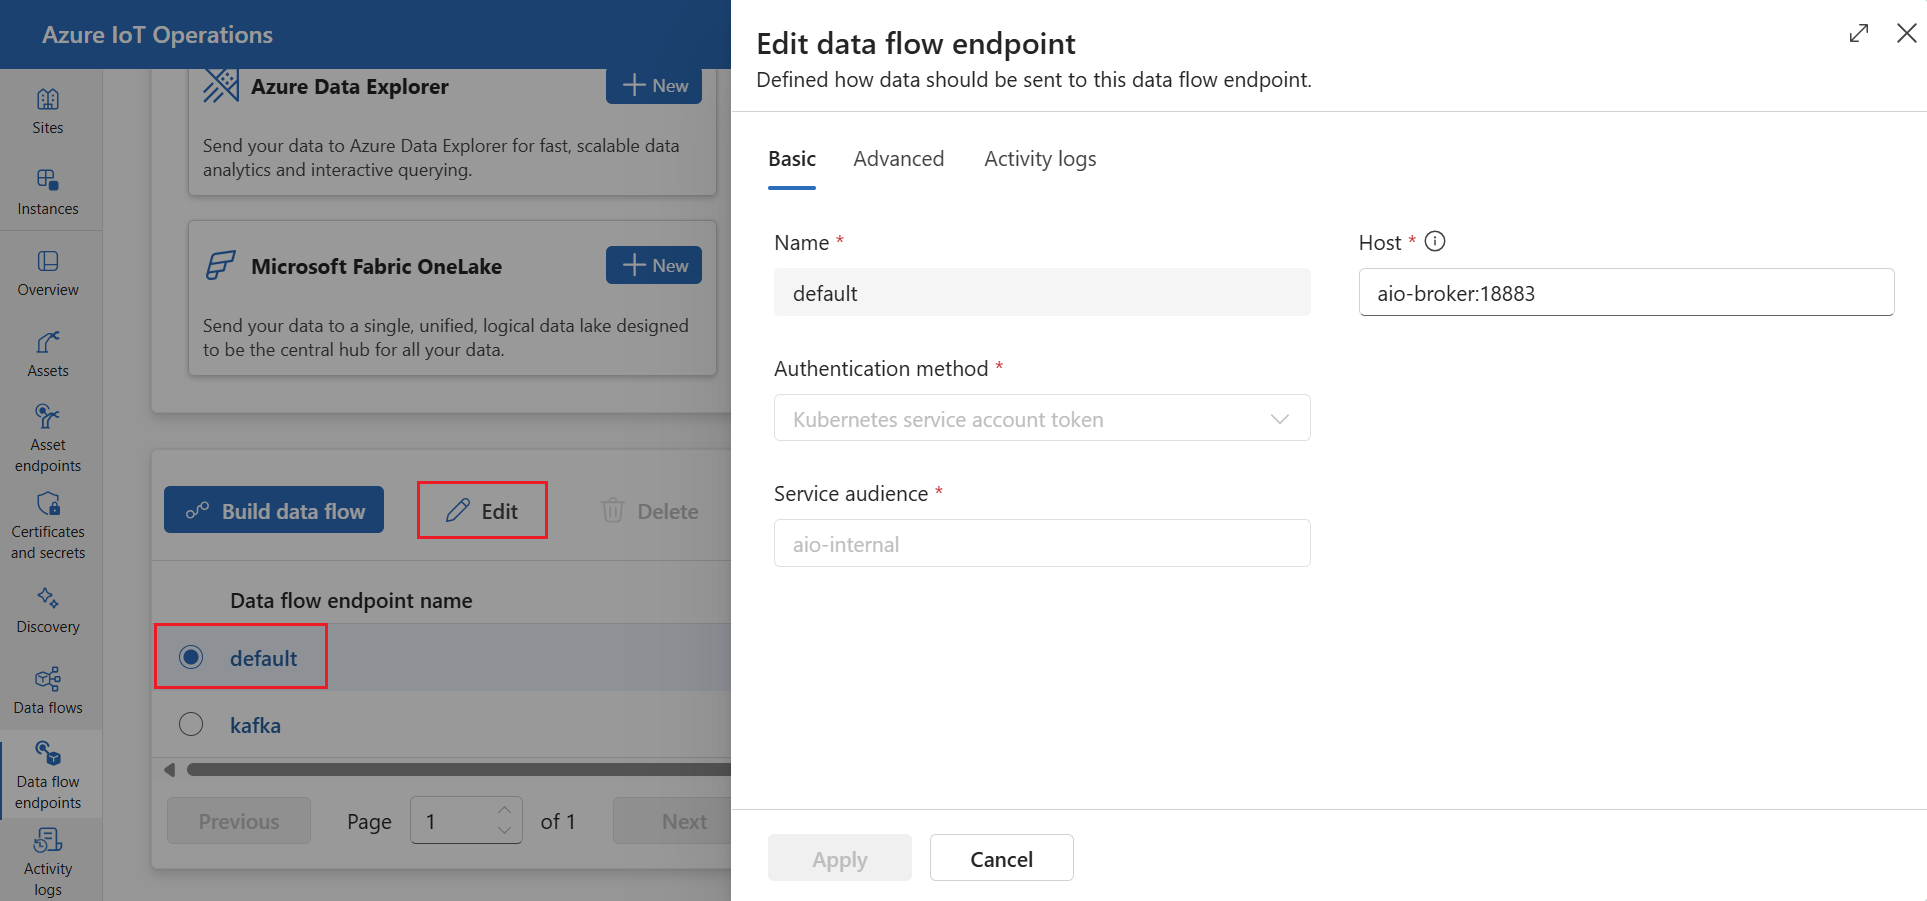 Azure IoT Operations
Sites
Instances
Overview
Assets
Asset
endpoints
Certificates
and secrets
Discovery
Data flows
Data flow
endpoints
Activity
logs
Azure Data Explorer
New
Send your data to Azure Data Explorer for fast, scalable data
analytics and interactive querying.
Microsoft Fabric OneLake
New
Send your data to a single, unified, logical data lake designed
to be the central hub for all your data.
Build data flow
Edit
Delete
Data flow endpoint name
default
kafka
Previous
Page
1
of 1
Next
Edit data flow endpoint
Defined how data should be sent to this data flow endpoint.
Basic
Advanced
Activity logs
Name *
default
Host *
aio-broker:18883
Authentication method *
Kubernetes service account token
Service audience *
aio-internal
Apply
Cancel